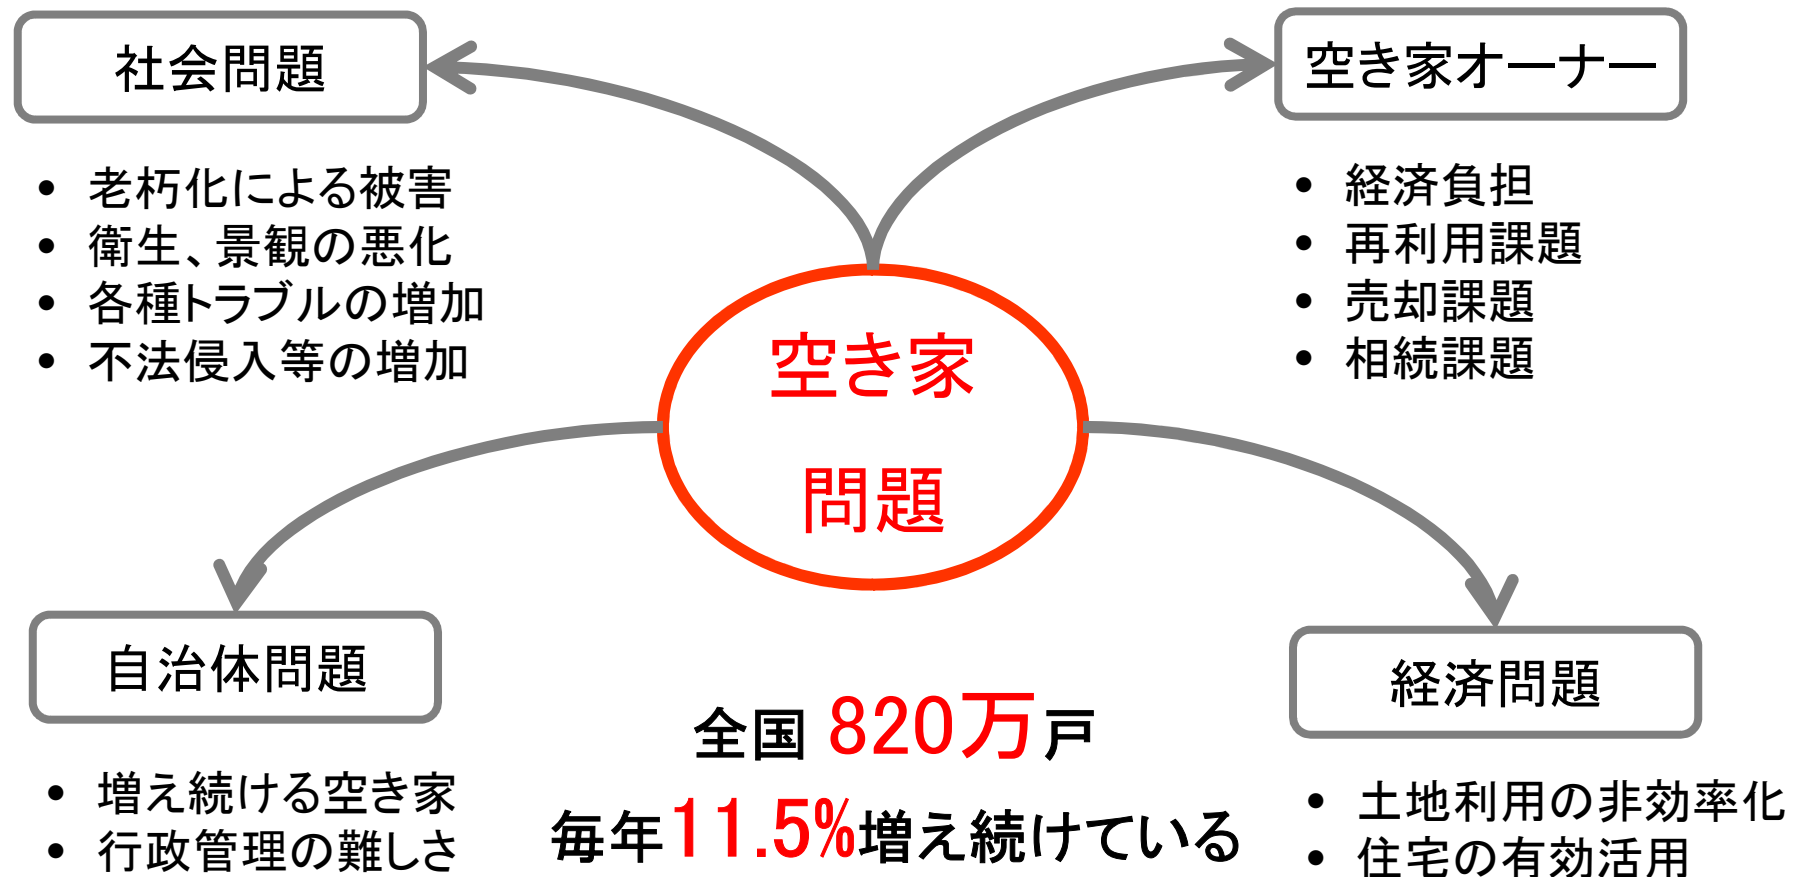 社会問題
• 老朽化による被害
• 衛生、景観の悪化
• 各種トラブルの増加
• 不法侵入等の増加
空き家オーナー
• 経済負担
• 再利用課題
• 売却課題
• 相続課題
空き家
問題
自治体問題
• 増え続ける空き家
• 行政管理の難しさ
全国 820万戸
毎年11.5%増え続けている
経済問題
• 土地利用の非効率化
• 住宅の有効活用